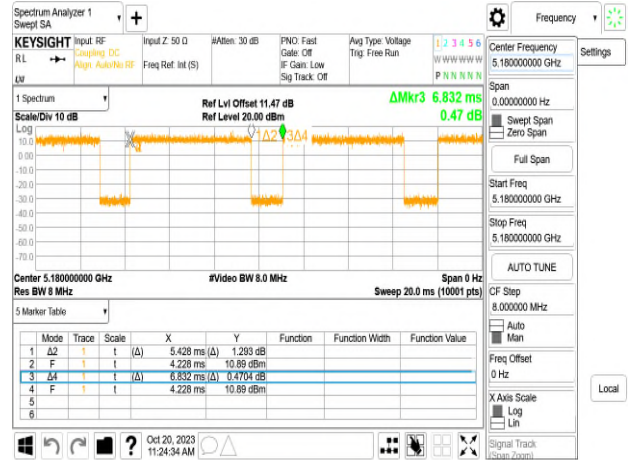 Spectrum Analyzer 1
Swept SA
Frequency
KEYSIGHT Input: RF Input Z: 50 Ω #Atten: 30 dB PNO: Fast Avg Type: Voltage 1 2 3 4 5 6
RL Coupling: DC Gate: Off Trig: Free Run
Align: Auto/No RF Freq Ref: Int (S) IF Gain: Low W W W W W W
Sig Track: Off P N N N N N
1 Spectrum
Ref Lvl Offset 11.47 dB ΔMkr3 6.832 ms
Scale/Div 10 dB Ref Level 20.00 dBm 0.47 dB
Log
10.0
0.00
-10.0
-20.0
-30.0
-40.0
-50.0
-60.0
-70.0
1Δ2 3Δ4
Center 5.180000000 GHz #Video BW 8.0 MHz Span 0 Hz
Res BW 8 MHz Sweep 20.0 ms (10001 pts)
5 Marker Table
Mode Trace Scale X Y Function Function Width Function Value
1 Δ2 1 t (Δ) 5.428 ms (Δ) 1.293 dB
2 F 1 t 4.228 ms 10.89 dBm
3 Δ4 1 t (Δ) 6.832 ms (Δ) 0.4704 dB
4 F 1 t 4.228 ms 10.89 dBm
5
6
Oct 20, 2023
11:24:34 AM
Center Frequency
5.180000000 GHz
Settings
Span
0.00000000 Hz
Swept Span
Zero Span
Full Span
Start Freq
5.180000000 GHz
Stop Freq
5.180000000 GHz
AUTO TUNE
CF Step
8.000000 MHz
Auto
Man
Freq Offset
0 Hz
X Axis Scale
Log
Lin
Local
Signal Track
(Span Zoom)